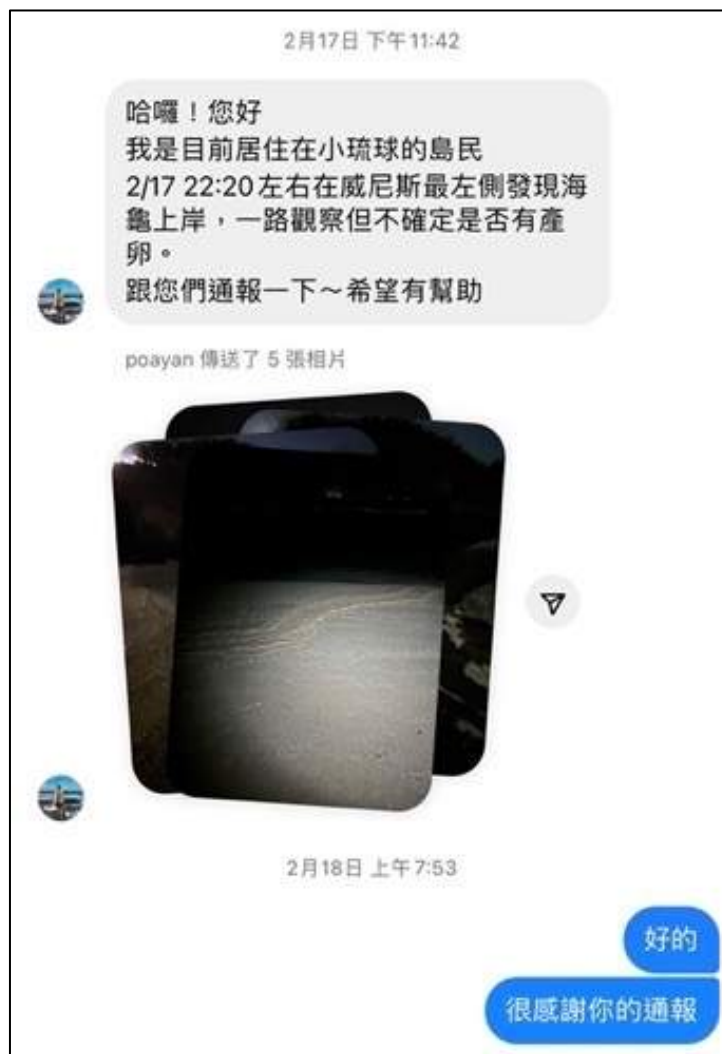 2月17日 下午11:42
哈囉！您好
我是目前居住在小琉球的島民
2/17 22:20左右在威尼斯最左側發現海
龜上岸，一路觀察但不確定是否有產
卵。
跟您們通報一下～希望有幫助
poayan 傳送了 5 張相片
2月18日 上午7:53
好的
很感謝你的通報